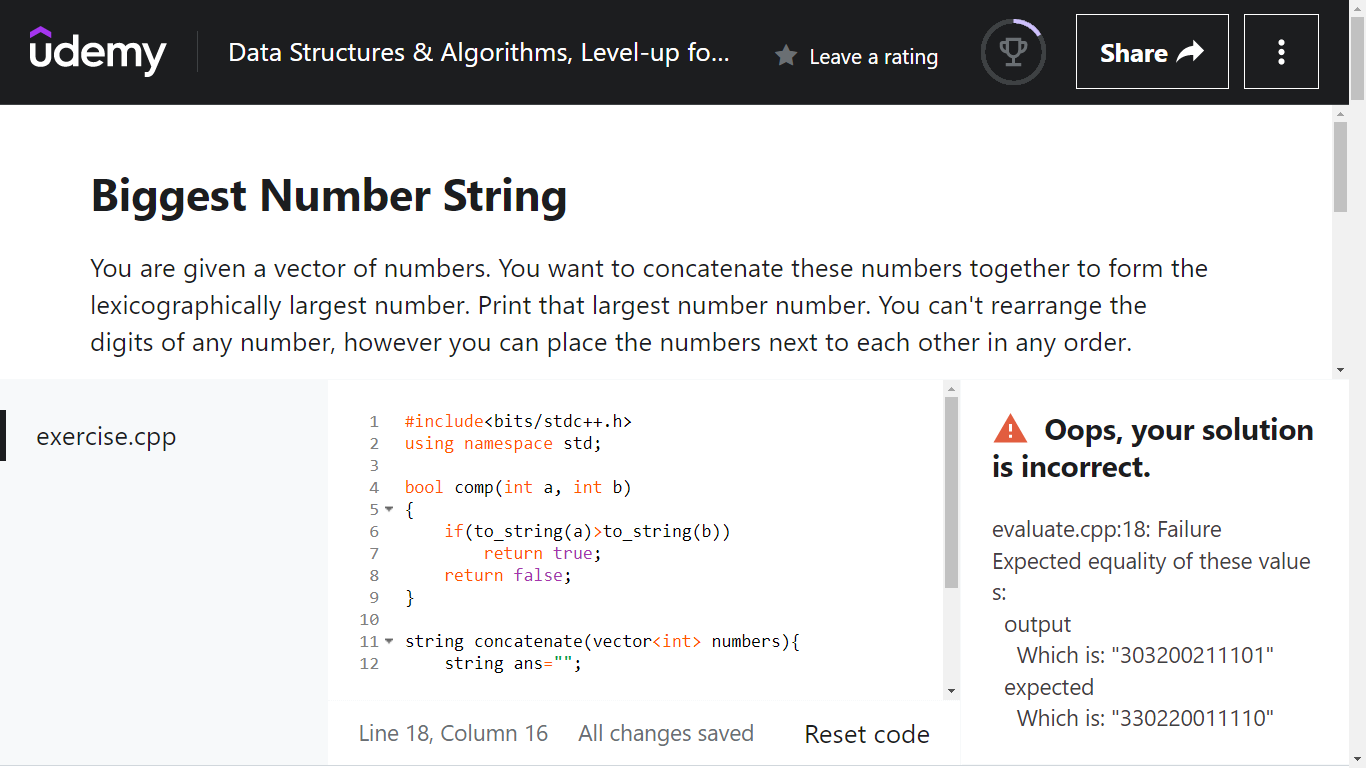 udemy
Data Structures & Algorithms, Level-up fo...
Leave a rating
Share
Biggest Number String
You are given a vector of numbers. You want to concatenate these numbers together to form the
lexicographically largest number. Print that largest number number. You can't rearrange the
digits of any number, however you can place the numbers next to each other in any order.
exercise.cpp
1 #include<bits/stdc++.h>
2 using namespace std;
3
4 bool comp(int a, int b)
5 {
6     if(to_string(a)>to_string(b))
7         return true;
8     return false;
9 }
10
11 string concatenate(vector<int> numbers){
12     string ans="";
Line 18, Column 16
All changes saved
Reset code
Oops, your solution
is incorrect.
evaluate.cpp:18: Failure
Expected equality of these value
s:
  output
    Which is: "303200211101"
  expected
    Which is: "330220011110"